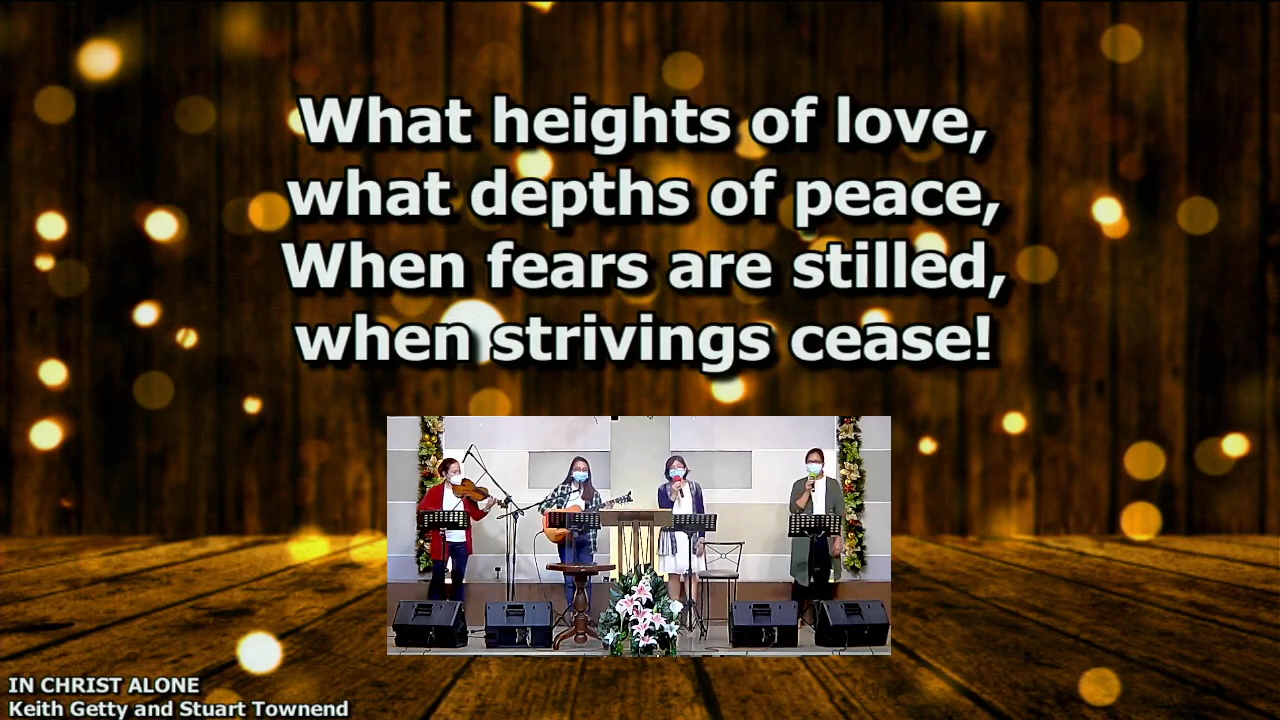 What heights of love,
what depths of peace,
When fears are stilled,
when strivings cease!
IN CHRIST ALONE
Keith Getty and Stuart Townend